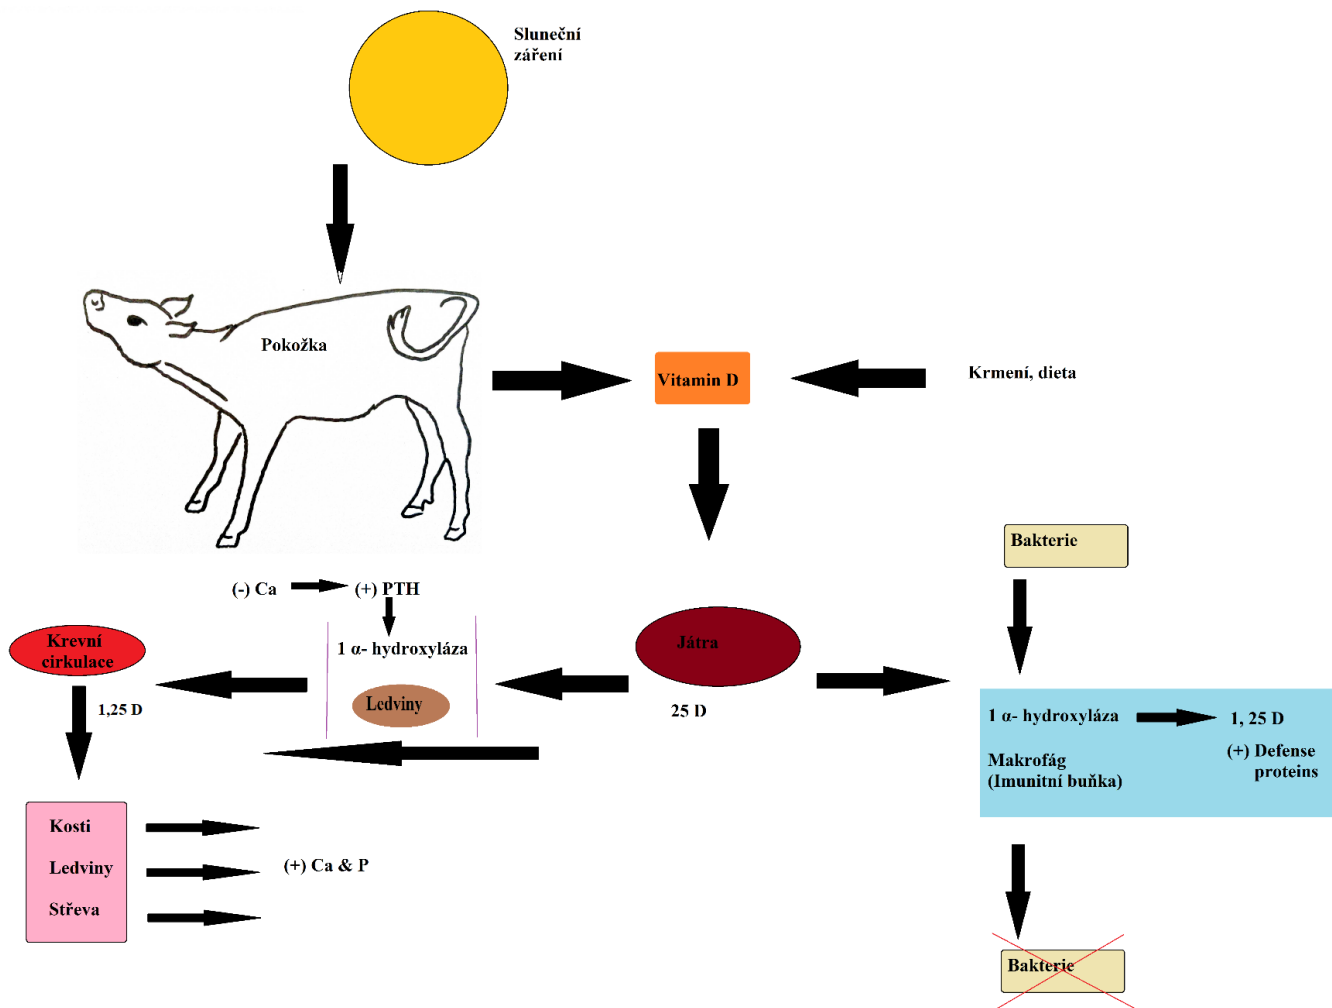 Sluneční
záření
Pokožka
Vitamin D
Krmení, dieta
Bakterie
(-) Ca
(+) PTH
Krevní
cirkulace
1 α- hydroxyláza
Játra
Ledviny
1,25 D
25 D
1 α- hydroxyláza
1, 25 D
Makrofág
(Imunitní buňka)
(+) Defense
proteins
Kosti
Ledviny
Střeva
(+) Ca & P
Bakterie